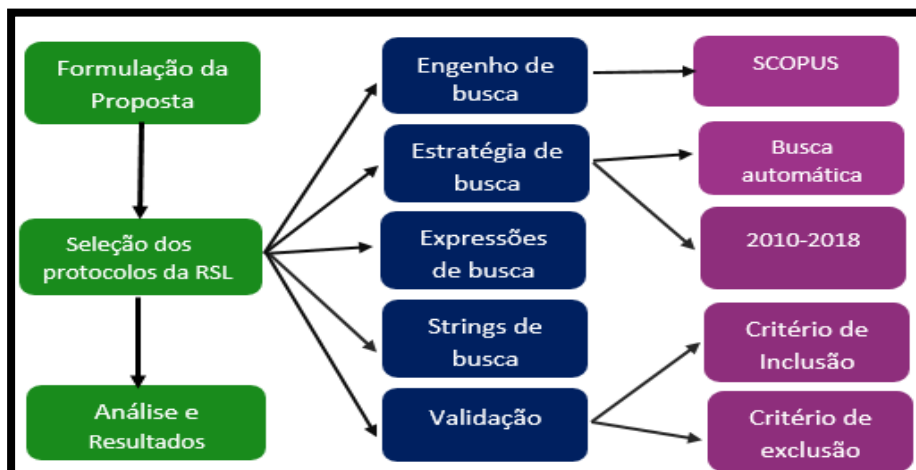 Formulação da
Proposta
Seleção dos
protocolos da RSL
Análise e
Resultados
Engenho de
busca
Estratégia de
busca
Expressões
de busca
Strings de
busca
Validação
SCOPUS
Busca
automática
2010-2018
Critério de
Inclusão
Critério de
exclusão